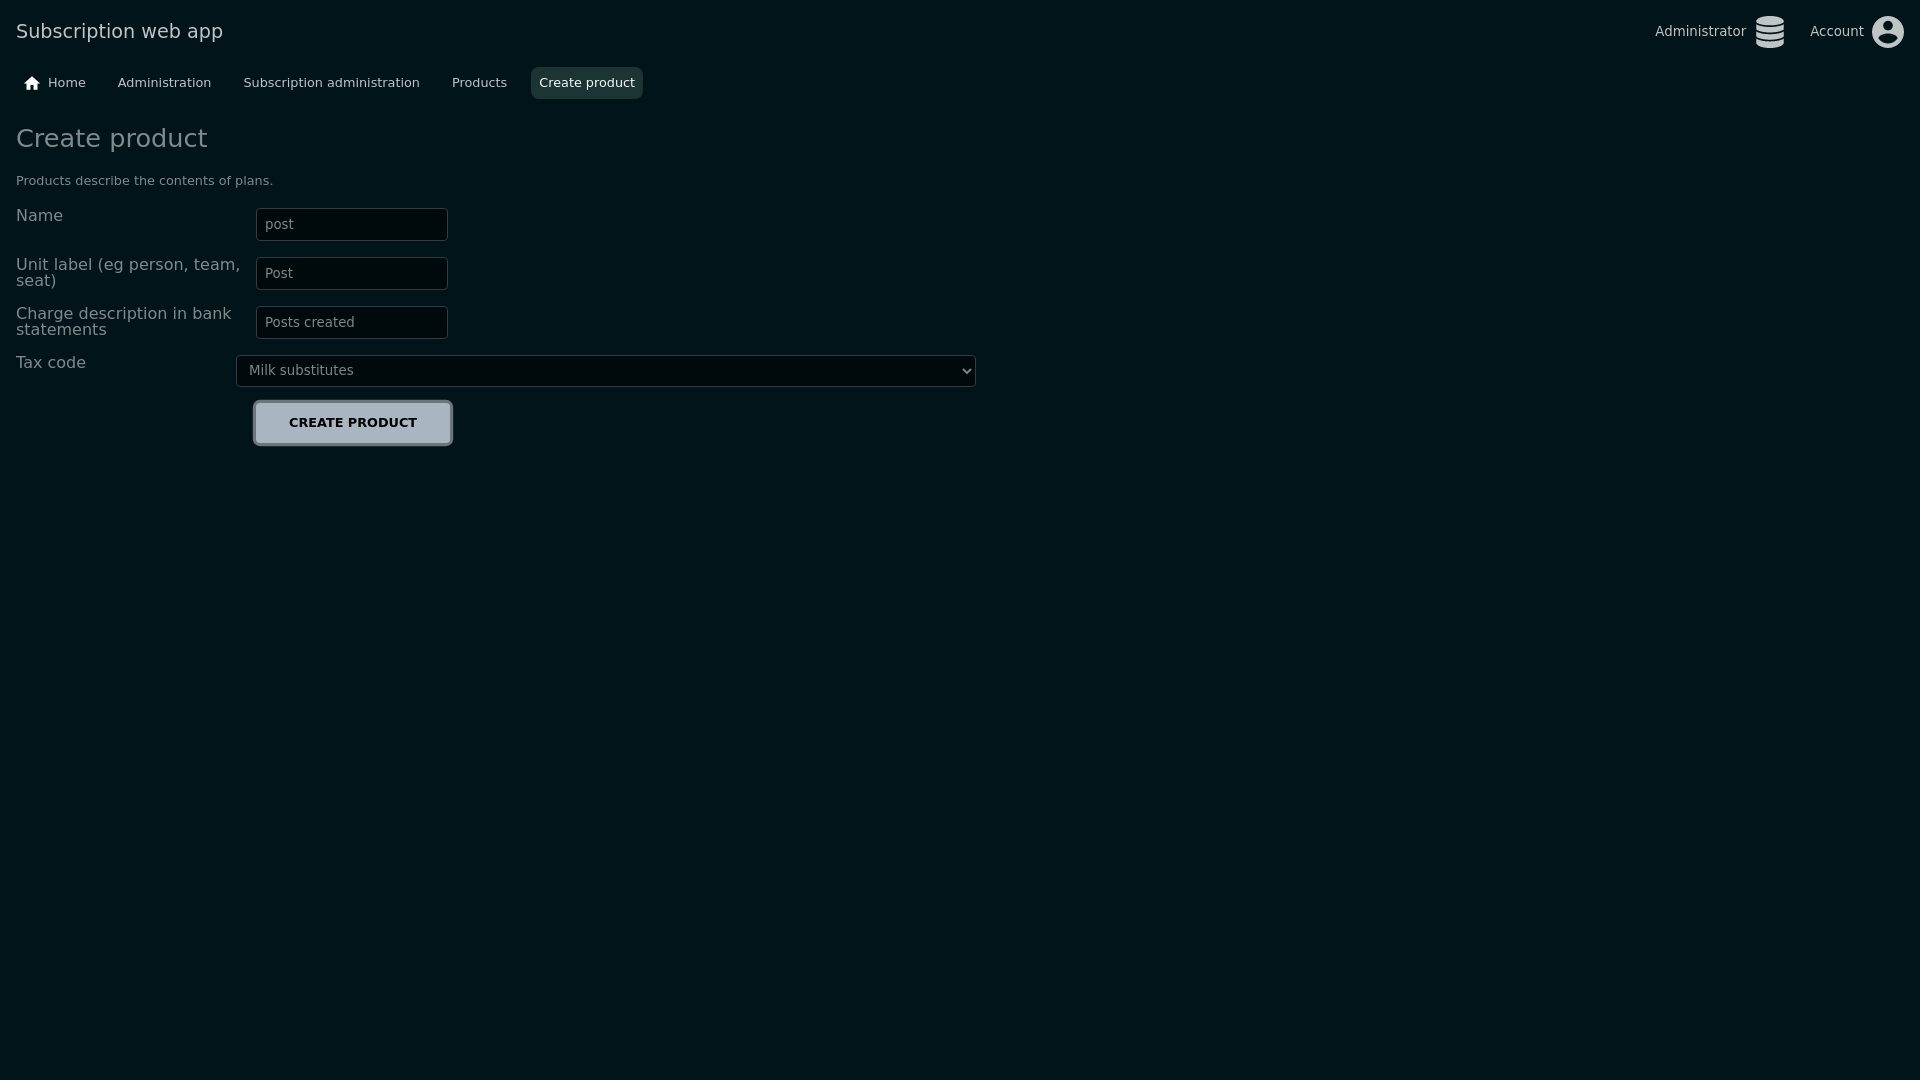 Subscription web app
Administrator
Account
Home
Administration
Subscription administration
Products
Create product
Create product
Products describe the contents of plans.
Name
post
Unit label (eg person, team,
seat)
Post
Charge description in bank
statements
Posts created
Tax code
Milk substitutes
CREATE PRODUCT